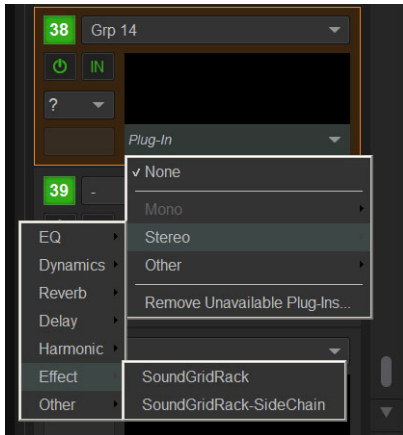 38 Grp 14
IN
?
Plug-In
✓ None
39 -
Mono
EQ
Stereo
Dynamics
Other
Reverb
Remove Unavailable Plug-Ins...
Delay
Harmonic
Effect
SoundGridRack
Other
SoundGridRack-SideChain